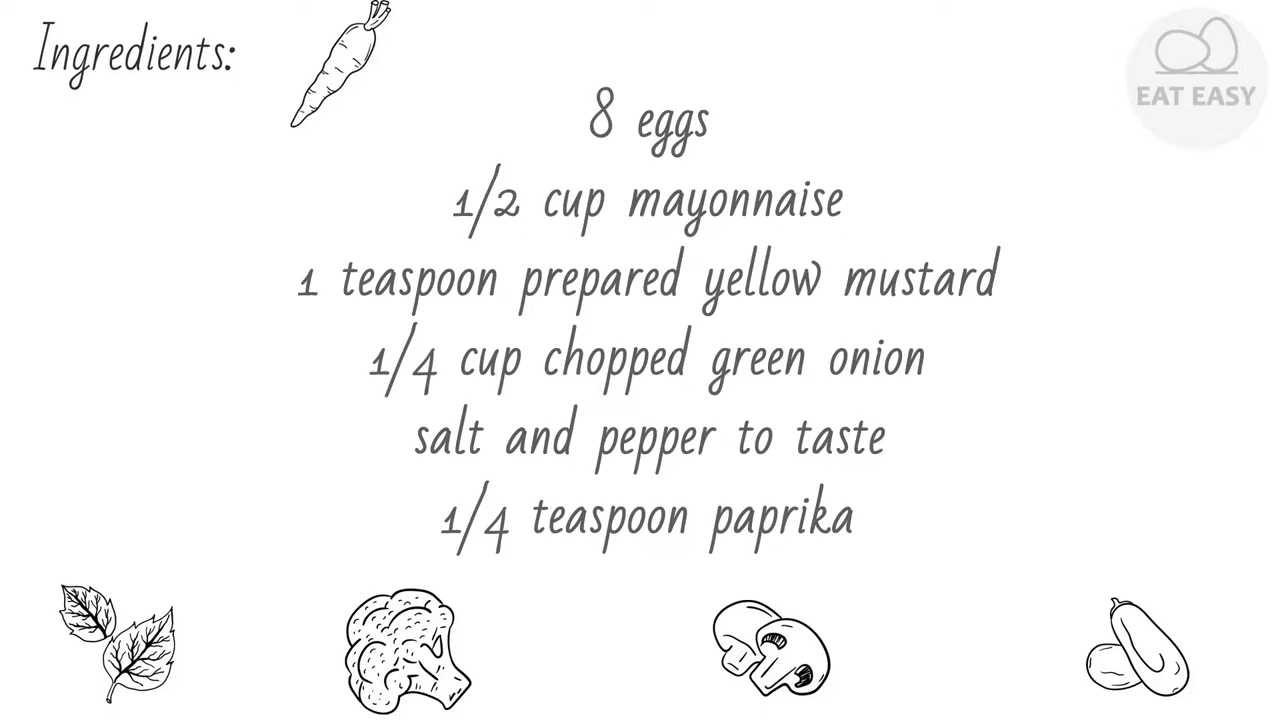 Ingredients:
EAT EASY
8 eggs
1/2 cup mayonnaise
1 teaspoon prepared yellow mustard
1/4 cup chopped green onion
salt and pepper to taste
1/4 teaspoon paprika